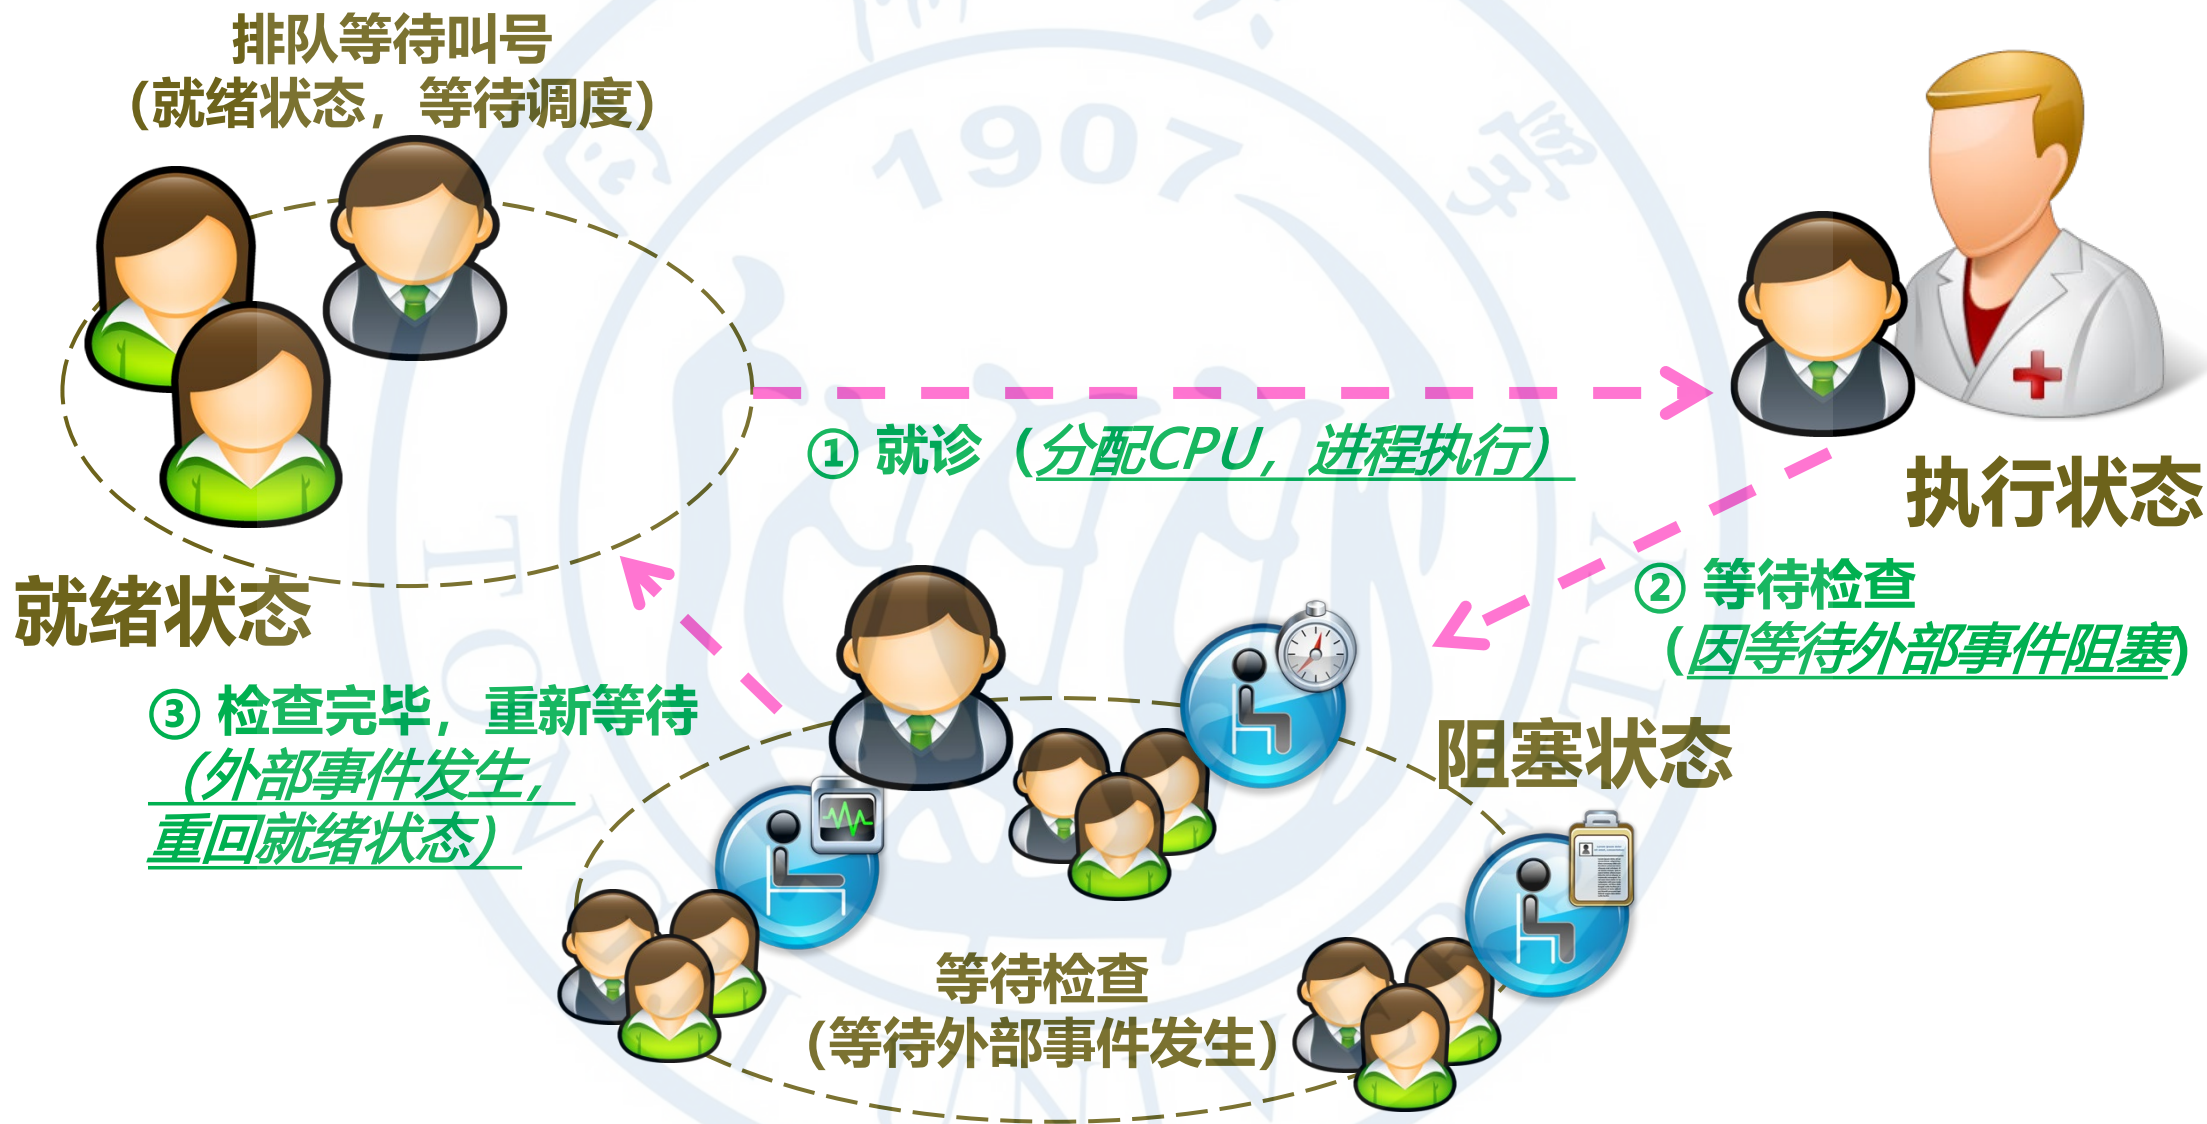 排队等待叫号
(就绪状态，等待调度)
1907
① 就诊（分配CPU，进程执行）
执行状态
② 等待检查
（因等待外部事件阻塞）
就绪状态
③ 检查完毕，重新等待
（外部事件发生，
重回就绪状态）
阻塞状态
等待检查
（等待外部事件发生）
TONGJI UNIVERSITY